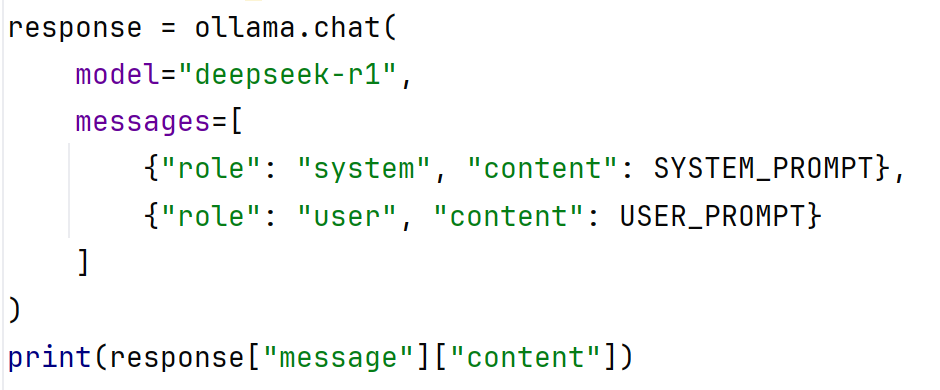 response = ollama.chat(
    model="deepseek-r1",
    messages=[
        {"role": "system", "content": SYSTEM_PROMPT},
        {"role": "user", "content": USER_PROMPT}
    ]
)
print(response["message"]["content"])